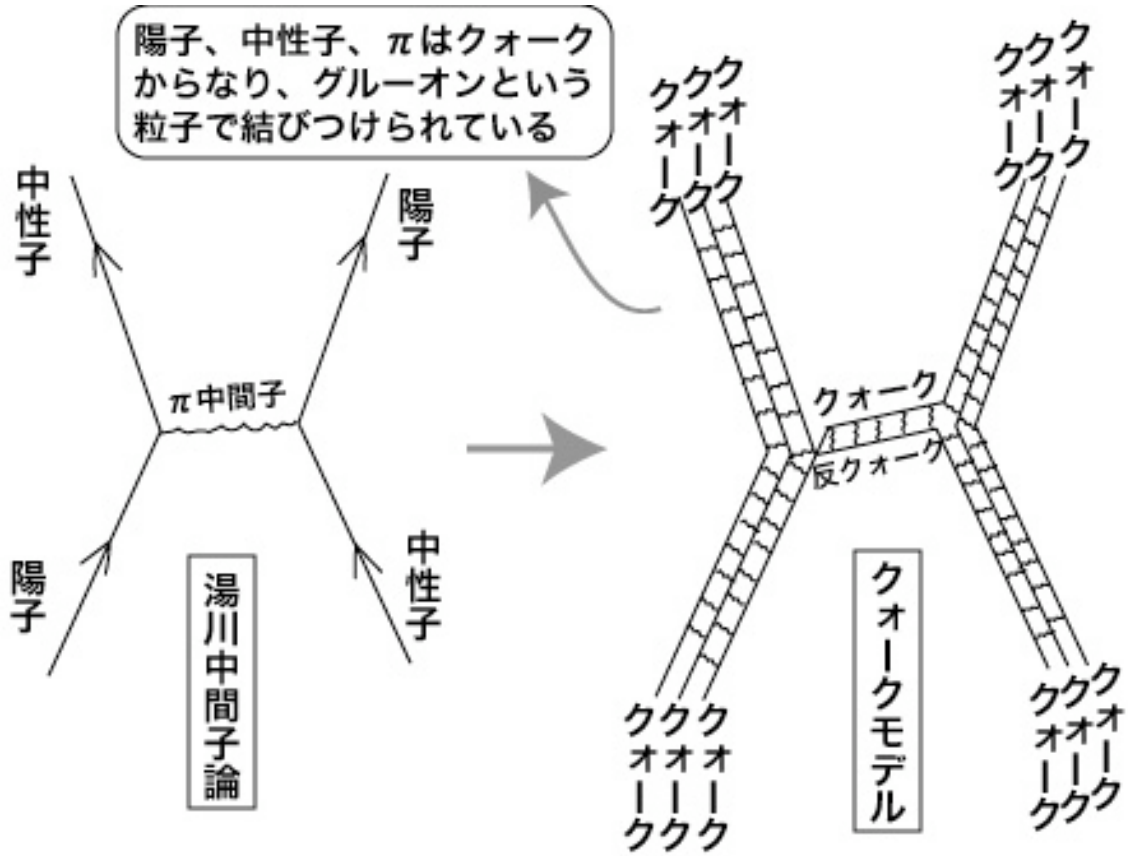 陽子、中性子、πはクォーク
からなり、グルーオンという
粒子で結びつけられている
中性子
陽子
π中間子
陽子
中性子
湯川中間子論
クォーク
クォーク
クォーク
クォーク
クォーク
クォーク
クォーク
反クォーク
クォーク
クォーク
クォーク
クォーク
クォーク
クォーク
クォークモデル